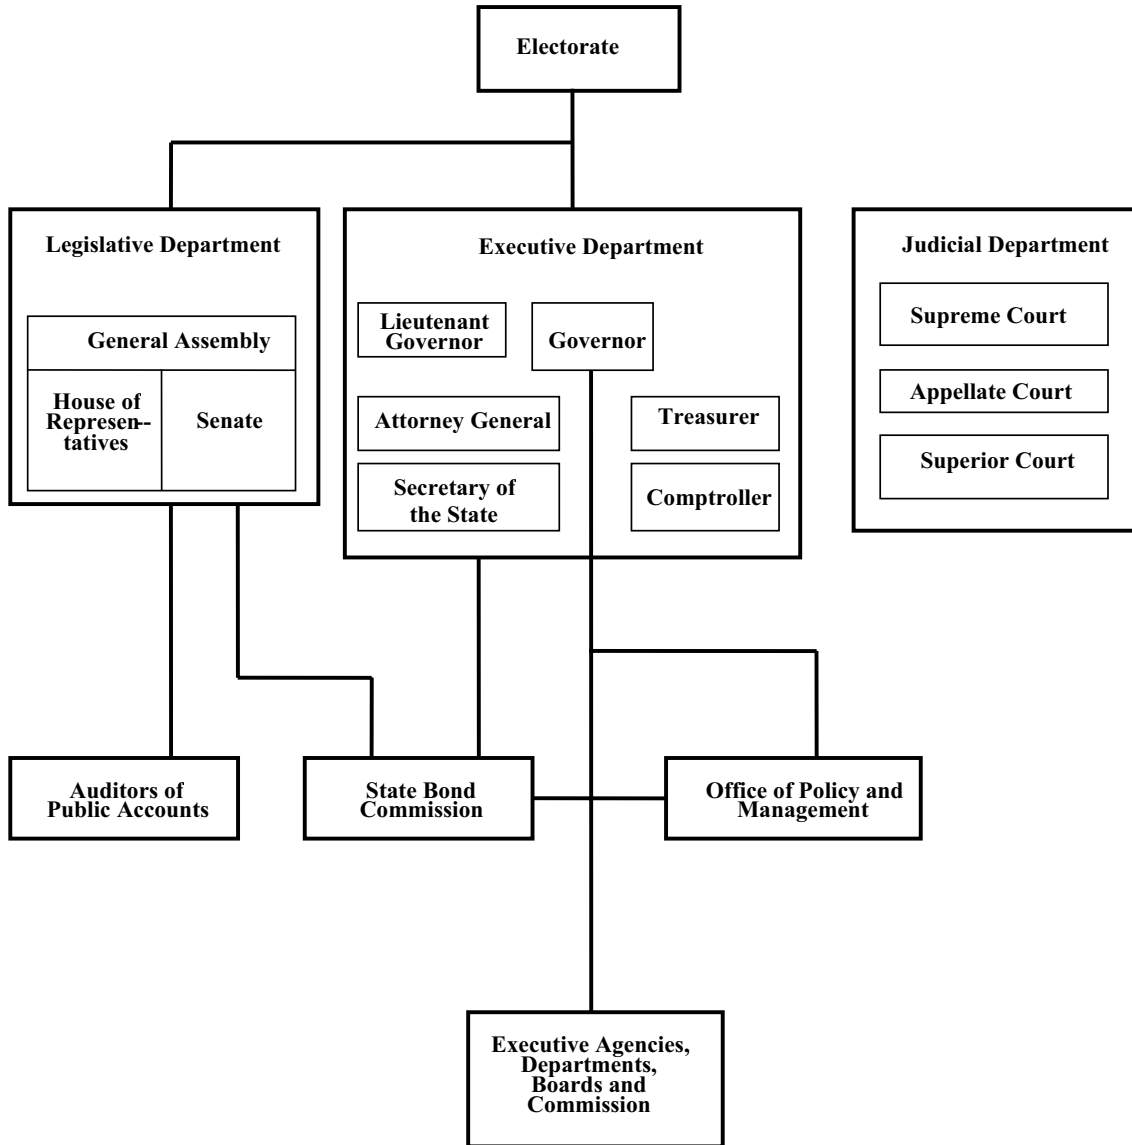 Electorate
Legislative Department
General Assembly
House of
Represen--
tatives
Senate
Executive Department
Lieutenant
Governor
Governor
Attorney General
Treasurer
Secretary of
the State
Comptroller
Judicial Department
Supreme Court
Appellate Court
Superior Court
Auditors of
Public Accounts
State Bond
Commission
Office of Policy and
Management
Executive Agencies,
Departments,
Boards and
Commission